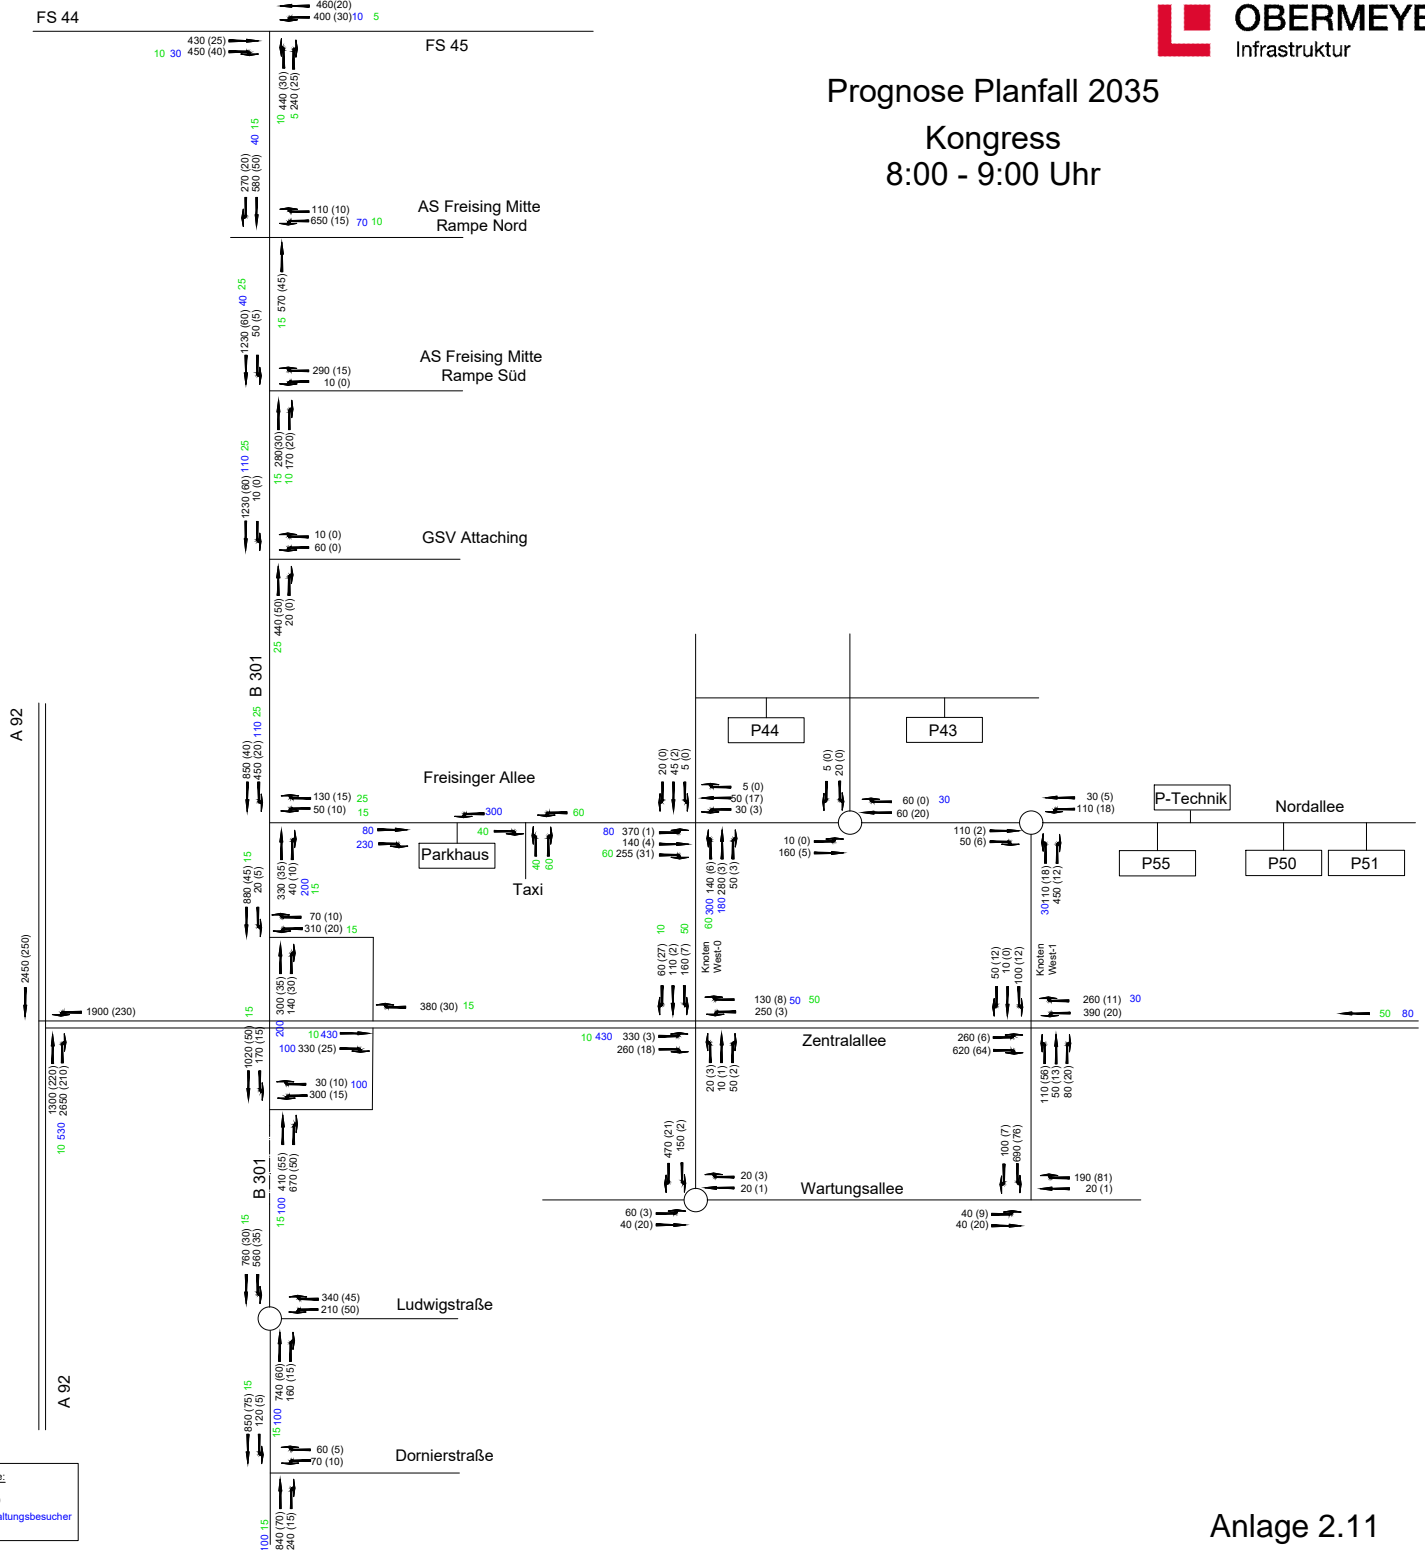 FS 44
460(20)
400 (30)10 5
OBERMEYE
Infrastruktur
430 (25)
10 30 450 (40)
FS 45
10 440 (30)
5 240 (25)
Prognose Planfall 2035
Kongress
8:00 - 9:00 Uhr
270 (20)
580 (50) 40 15
110 (10)
650 (15) 70 10
AS Freising Mitte
Rampe Nord
1230 (60) 40 25
50 (5)
15 570 (45)
290 (15)
10 (0)
AS Freising Mitte
Rampe Süd
1230 (60) 110 25
10 (0)
15 280(30)
10 170 (20)
10 (0)
60 (0)
GSV Attaching
25 440 (50)
20 (0)
B 301
A 92
850 (40)
450 (20) 110 25
130 (15) 25
50 (10) 15
Freisinger Allee
300
60
80
230
Parkhaus
40
40
60
Taxi
P44
P43
20 (0)
45 (2)
5 (0)
5 (0)
50 (17)
30 (3)
5 (0)
20 (0)
60 (0) 30
60 (20)
30 (5)
110 (18)
P-Technik
Nordallee
P55
P50
P51
80 370 (1)
140 (4)
60 255 (31)
10 (0)
160 (5)
110 (2)
50 (6)
60 300 140 (6)
180 280 (3)
50 (3)
30110 (18)
450 (12)
880 (45) 15
20 (5)
330 (35)
40 (10)
200
15
70 (10)
310 (20) 15
300 (35)
140 (30)
200
380 (30) 15
60 (27) 10
110 (2)
160 (7) 50
Knoten
West-0
130 (8) 50 50
250 (3)
50 (12)
10 (0)
100 (12)
Knoten
West-1
260 (11) 30
390 (20)
50 80
2450 (250)
1900 (230)
1300 (220)
2650 (210)
10 530
1020 (50) 15
170 (15)
10 430
100 330 (25)
30 (10) 100
300 (15)
10 430 330 (3)
260 (18)
Zentralallee
20 (3)
10 (1)
50 (2)
260 (6)
620 (64)
110 (56)
50 (13)
80 (20)
B 301
410 (55)
670 (50)
15 100
470 (21)
150 (2)
20 (3)
20 (1)
60 (3)
40 (20)
Wartungsallee
100 (7)
690 (76)
190 (81)
20 (1)
40 (9)
40 (20)
760 (30) 15
560 (35)
340 (45)
210 (50)
Ludwigstraße
15 100 740 (60)
160 (15)
A 92
850 (75) 15
120 (5)
60 (5)
70 (10)
Dornierstraße
100 15
840 (70)
240 (15)
e:
)
altungsbesucher
Anlage 2.11